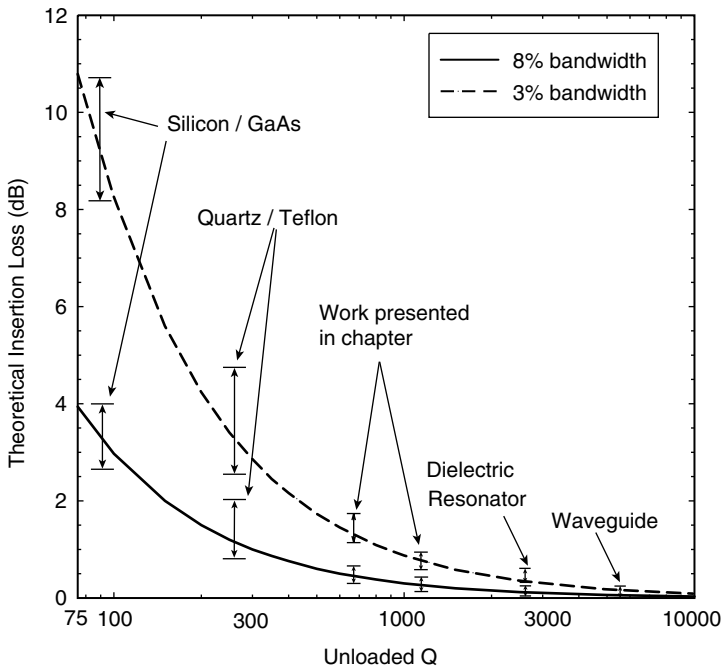 12
10
8
6
4
2
0
Theoretical Insertion Loss (dB)
8% bandwidth
3% bandwidth
Silicon / GaAs
Quartz / Teflon
Work presented
in chapter
Dielectric
Resonator
Waveguide
75 100 300 1000 3000 10000
Unloaded Q